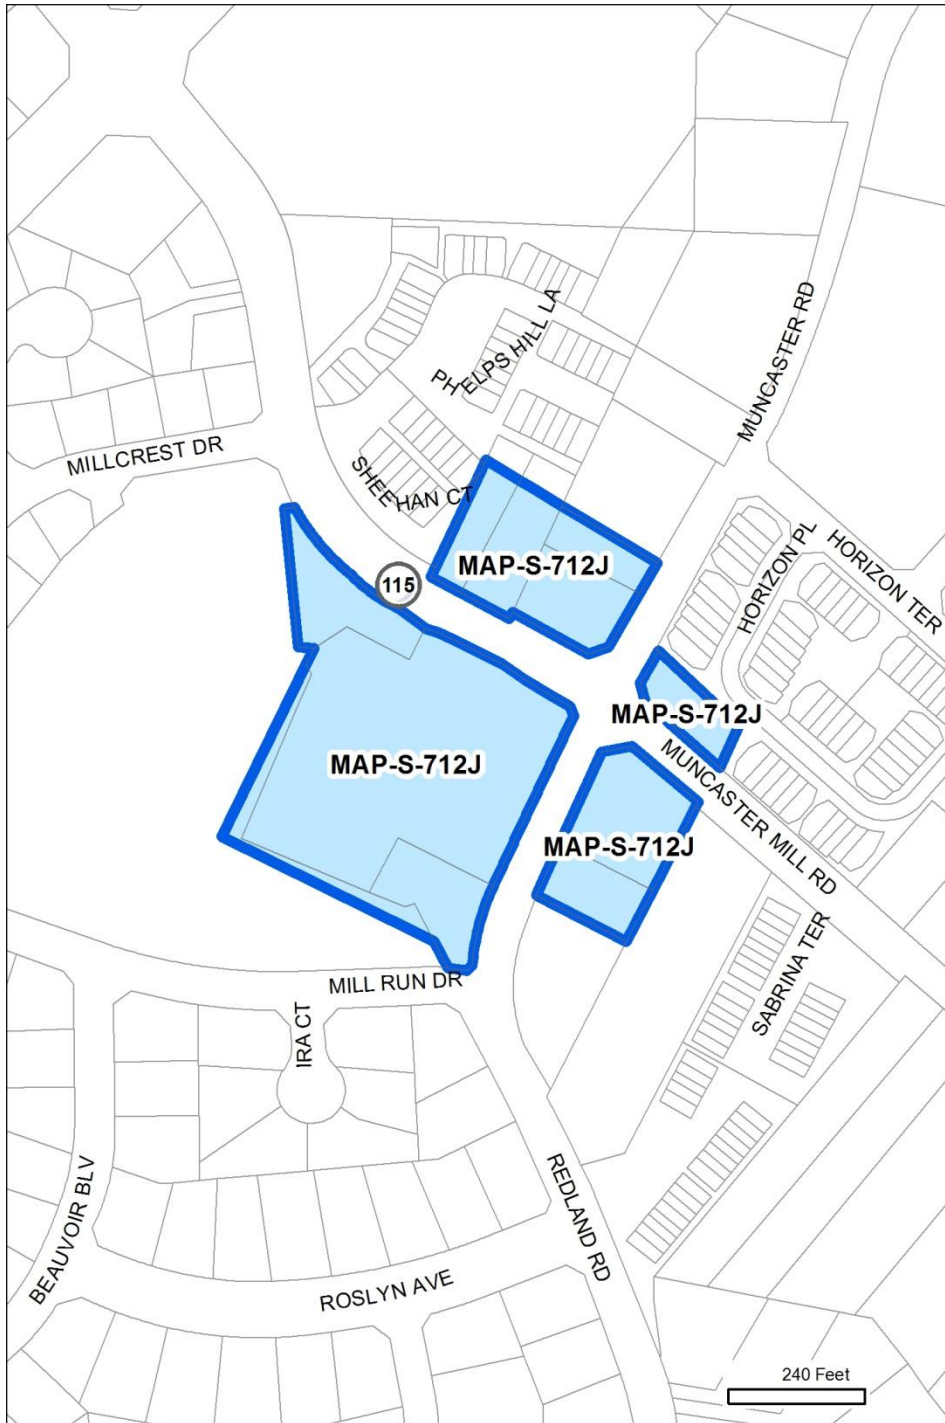 MUNCASTER RD
PHELPS HILL LA
MILLCREST DR
SHEEHAN CT
HORIZON PL
HORIZON TER
MAP-S-712J
115
MAP-S-712J
MAP-S-712J
MUNCASTER MILL RD
MAP-S-712J
SABRINA TER
MILL RUN DR
IRA CT
BEAUVOIR BLV
REDLAND RD
ROSLYN AVE
240 Feet